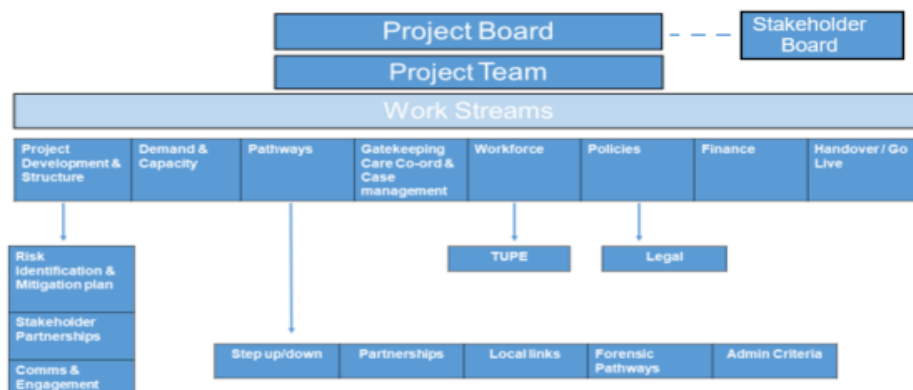 Project Board
Stakeholder
Board
Project Team
Work Streams
Project
Development &
Structure
Demand &
Capacity
Pathways
Gatekeeping
Care Co-ord &
Case
management
Workforce
Policies
Finance
Handover / Go
Live
Risk
Identification &
Mitigation plan
Stakeholder
Partnerships
Comms &
Engagement
TUPE
Legal
Step up/down
Partnerships
Local links
Forensic
Pathways
Admin Criteria